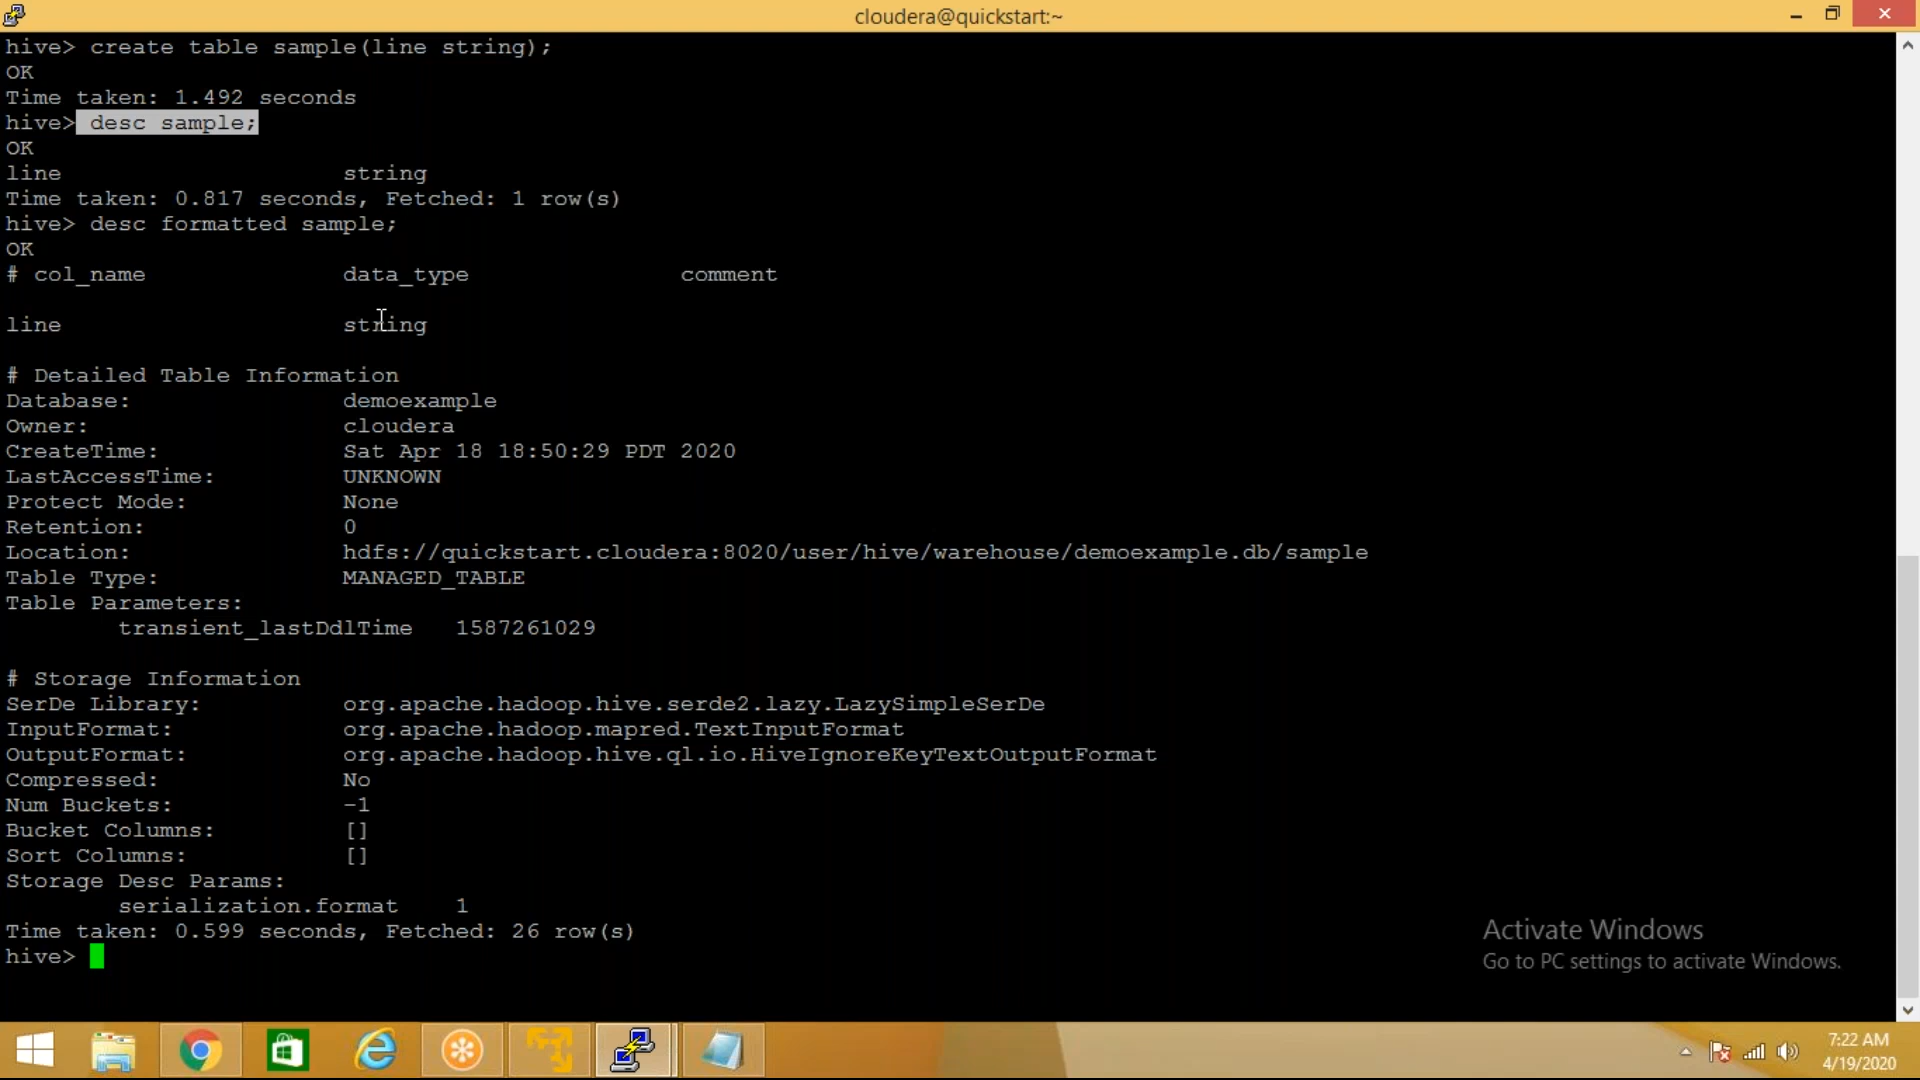 cloudera@quickstart:~
hive> create table sample(line string);
OK
Time taken: 1.492 seconds
hive> desc sample;
OK
line string
Time taken: 0.817 seconds, Fetched: 1 row(s)
hive> desc formatted sample;
OK
# col_name data_type comment
line string
# Detailed Table Information
Database: demoexample
Owner: cloudera
CreateTime: Sat Apr 18 18:50:29 PDT 2020
LastAccessTime: UNKNOWN
Protect Mode: None
Retention: 0
Location: hdfs://quickstart.cloudera:8020/user/hive/warehouse/demoexample.db/sample
Table Type: MANAGED_TABLE
Table Parameters:
transient_lastDdlTime 1587261029
# Storage Information
SerDe Library: org.apache.hadoop.hive.serde2.lazy.LazySimpleSerDe
InputFormat: org.apache.hadoop.mapred.TextInputFormat
OutputFormat: org.apache.hadoop.hive.ql.io.HiveIgnoreKeyTextOutputFormat
Compressed: No
Num Buckets: -1
Bucket Columns: []
Sort Columns: []
Storage Desc Params:
serialization.format 1
Time taken: 0.599 seconds, Fetched: 26 row(s)
hive>
Activate Windows
Go to PC settings to activate Windows.
7:22 AM
4/19/2020